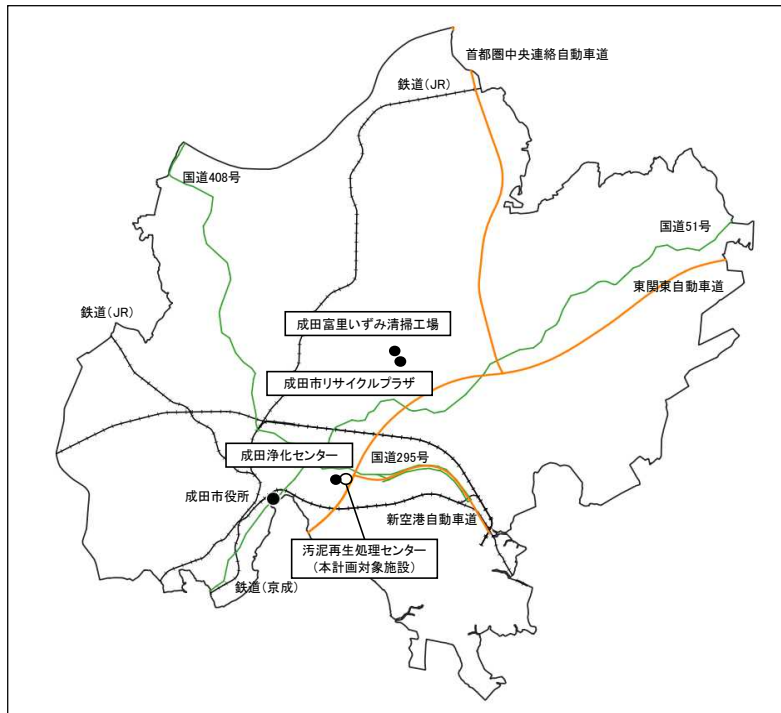 首都圏中央連絡自動車道
鉄道(JR)
国道408号
国道51号
東関東自動車道
鉄道(JR)
成田富里いずみ清掃工場
成田市リサイクルプラザ
成田浄化センター
国道295号
成田市役所
新空港自動車道
汚泥再生処理センター
(本計画対象施設)
鉄道(京成)